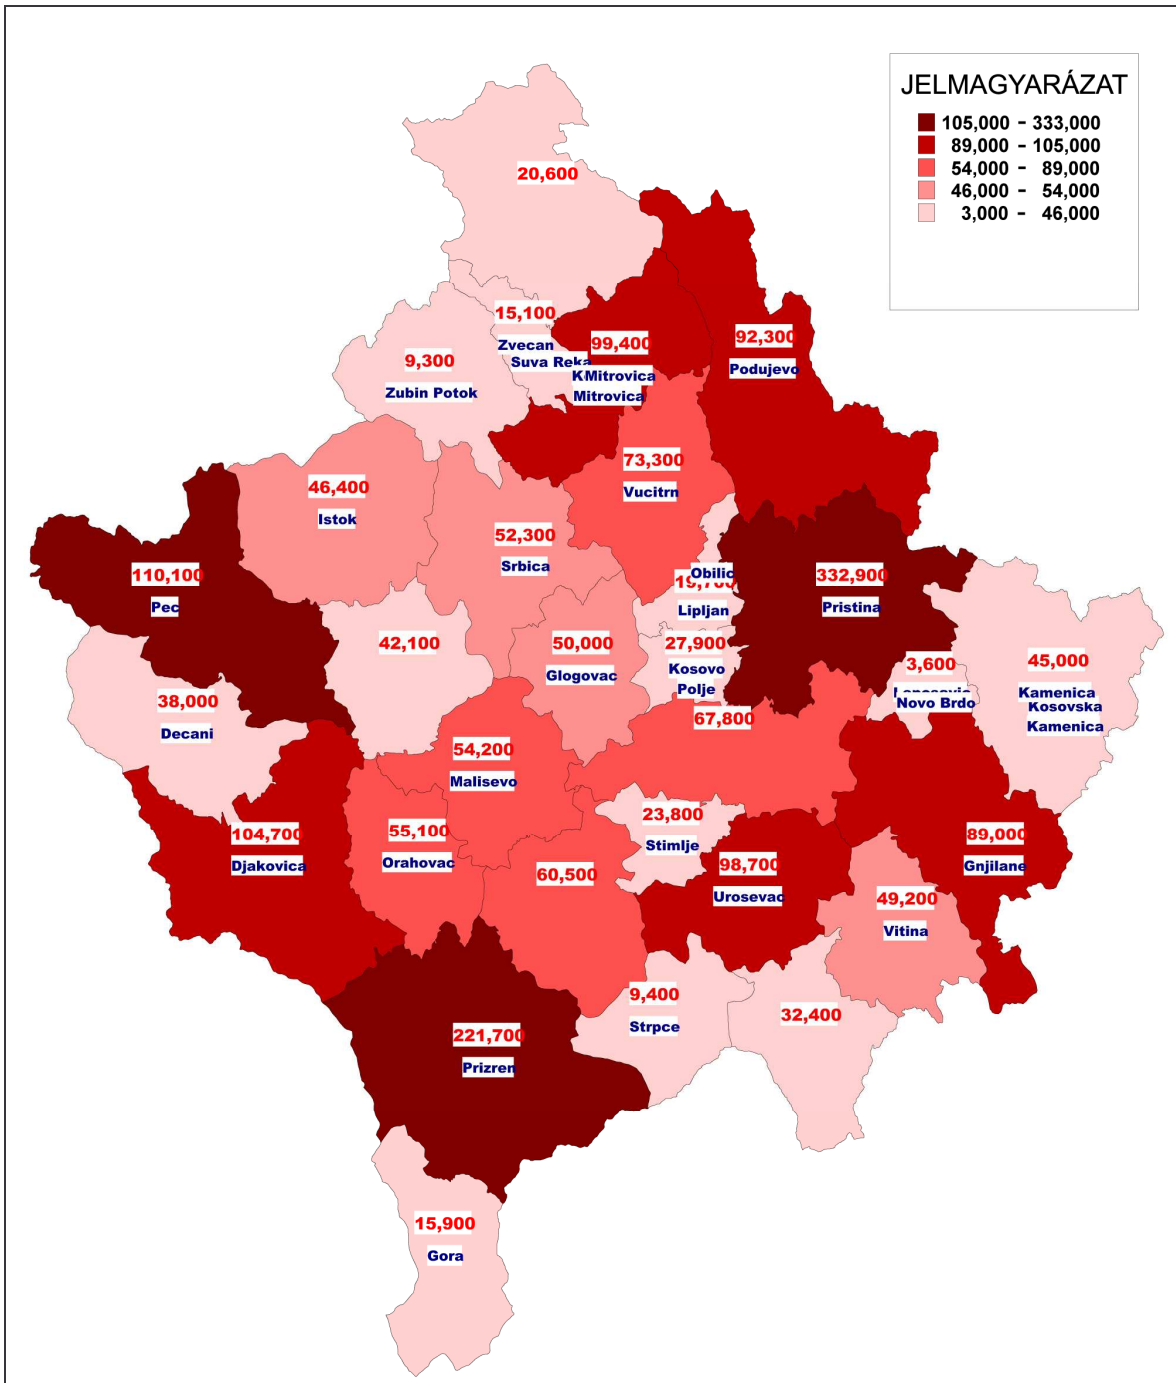 JELMAGYARÁZAT
105,000 - 333,000
89,000 - 105,000
54,000 - 89,000
46,000 - 54,000
3,000 - 46,000
20,600
15,100
Zvecan
Suva Reka
99,400
Mitrovica
Mitrovica
92,300
Podujevo
9,300
Zubin Potok
73,300
Vucitrn
46,400
Istok
52,300
Srbica
110,100
Pec
Obilic
Lipljan
332,900
Pristina
42,100
50,000
Glogovac
27,900
Kosovo
Polje
3,600
Novo Brdo
45,000
Kamenica
Kosovska
Kamenica
38,000
Decani
67,800
54,200
Malisevo
23,800
Stimlje
104,700
Djakovica
55,100
Orahovac
89,000
Gnjilane
60,500
98,700
Urosevac
49,200
Vitina
9,400
Strpce
32,400
221,700
Prizren
15,900
Gora